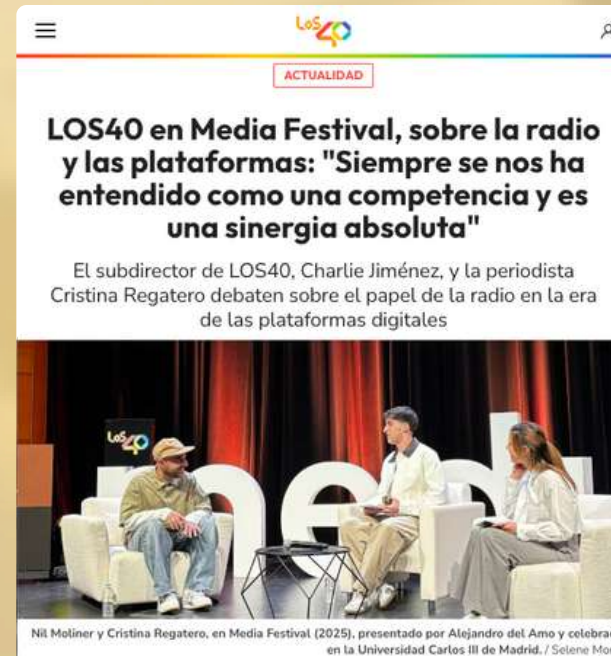 LOS40
ACTUALIDAD
LOS40 en Media Festival, sobre la radio
y las plataformas: "Siempre se nos ha
entendido como una competencia y es
una sinergia absoluta"
El subdirector de LOS40, Charlie Jiménez, y la periodista
Cristina Regatero debaten sobre el papel de la radio en la era
de las plataformas digitales
LOS40
med
Nil Moliner y Cristina Regatero, en Media Festival (2025), presentado por Alejandro del Amo y
en la Universidad Carlos III de Madrid. / Selene